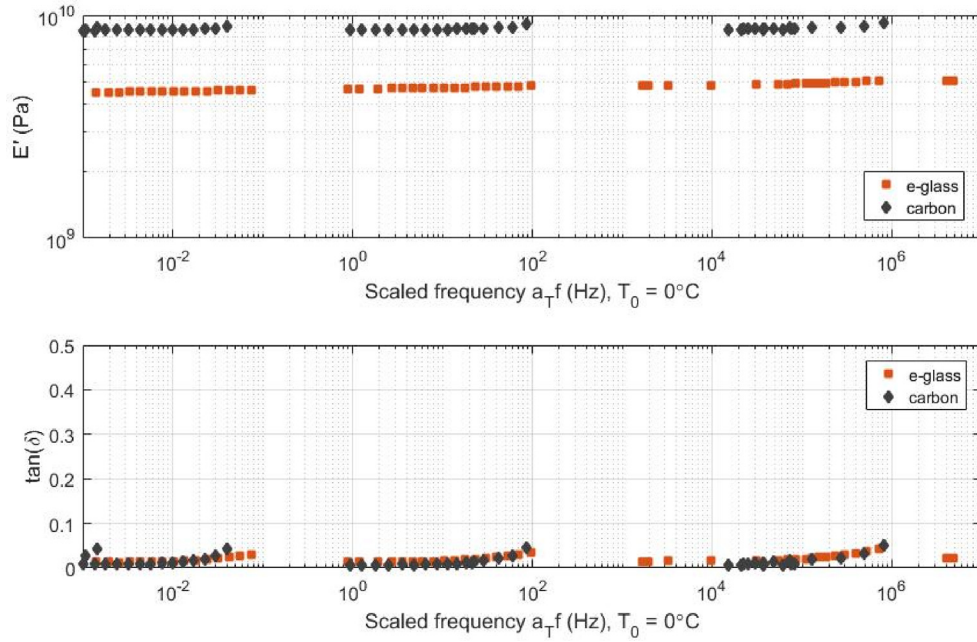 10^10
E' (Pa)
10^9
e-glass
carbon
10^-2
10^0
10^2
10^4
10^6
Scaled frequency a_T f (Hz), T_0 = 0°C
0.5
0.4
0.3
0.2
0.1
0
tan(δ)
e-glass
carbon
10^-2
10^0
10^2
10^4
10^6
Scaled frequency a_T f (Hz), T_0 = 0°C